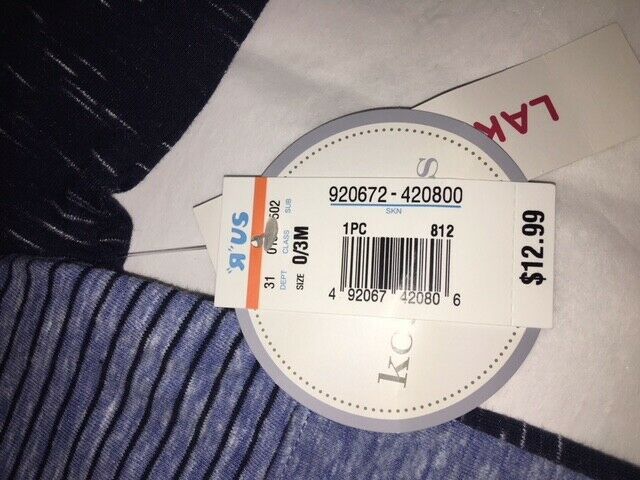 LAK
920672-420800
SKN
1PC 812
4 92067 42080 6
$12.99
"R"US
31 602
DEPT CLASS SUB
SIZE 0/3M
kc
s